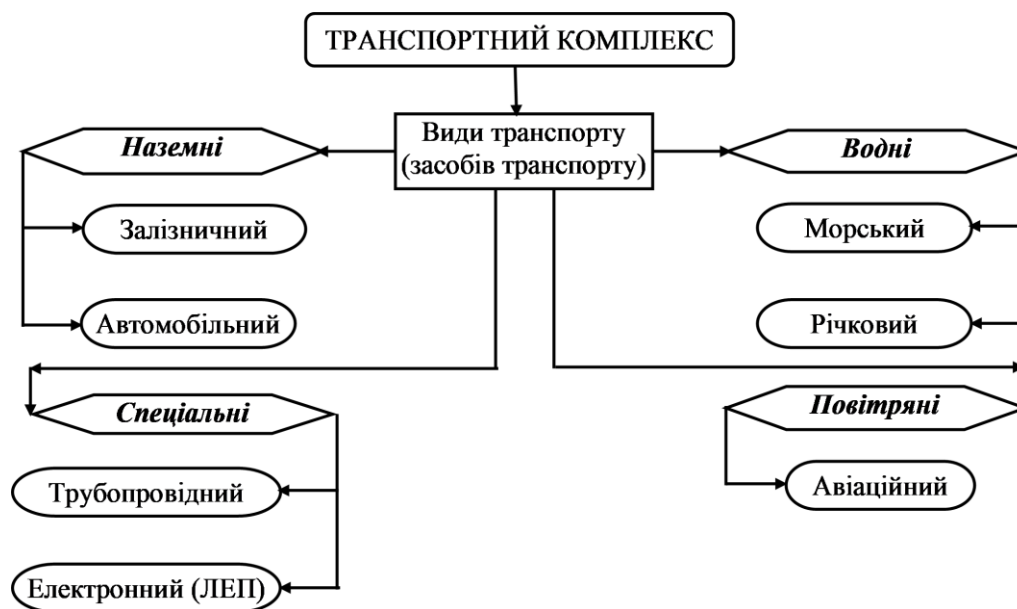 ТРАНСПОРТНИЙ КОМПЛЕКС
Види транспорту
(засобів транспорту)
Наземні
Залізничний
Автомобільний
Водні
Морський
Річковий
Спеціальні
Трубопровідний
Електронний (ЛЕП)
Повітряні
Авіаційний